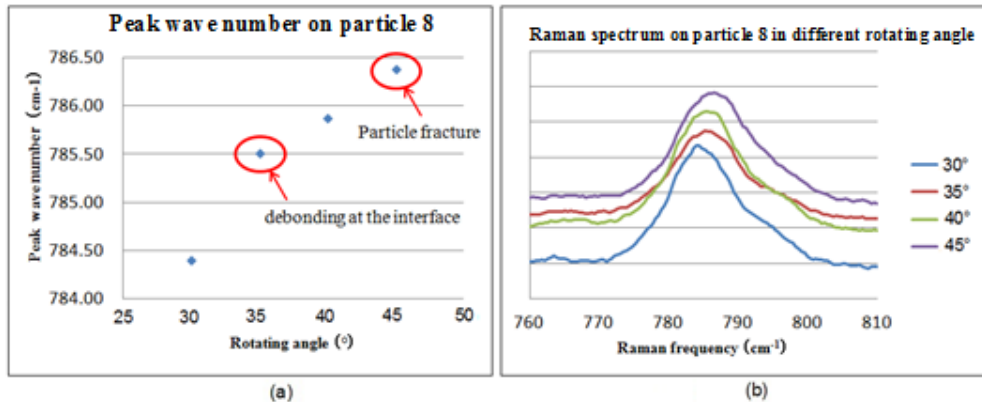 Peak wave number on particle 8
Peak wave number (cm-1)
786.50
786.00
785.50
785.00
784.50
784.00
Particle fracture
debonding at the interface
25 30 35 40 45 50
Rotating angle (°)
(a)
Raman spectrum on particle 8 in different rotating angle
30°
35°
40°
45°
760 770 780 790 800 810
Raman frequency (cm-1)
(b)